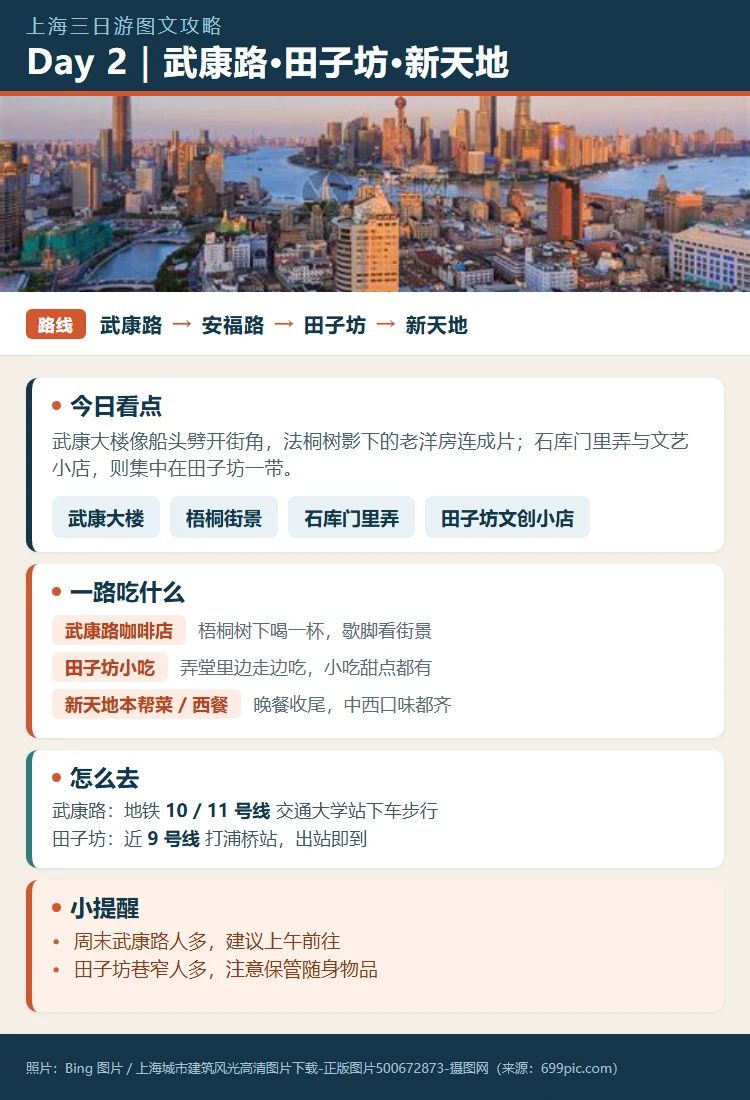 上海三日游图文攻略
Day 2 | 武康路·田子坊·新天地
路线 武康路 → 安福路 → 田子坊 → 新天地
今日看点
武康大楼像船头劈开街角，法桐树影下的老洋房连成片；石库门里弄与文艺
小店，则集中在田子坊一带。
武康大楼 梧桐街景 石库门里弄 田子坊文创小店
一路吃什么
武康路咖啡店 梧桐树下喝一杯，歇脚看街景
田子坊小吃 弄堂里边走边吃，小吃甜点都有
新天地本帮菜 / 西餐 晚餐收尾，中西口味都齐
怎么去
武康路：地铁 10 / 11 号线 交通大学站下车步行
田子坊：近 9 号线 打浦桥站，出站即到
小提醒
• 周末武康路人多，建议上午前往
• 田子坊巷窄人多，注意保管随身物品
照片：Bing 图片 / 上海城市建筑风光高清图片下载-正版图片500672873-摄图网（来源：699pic.com）